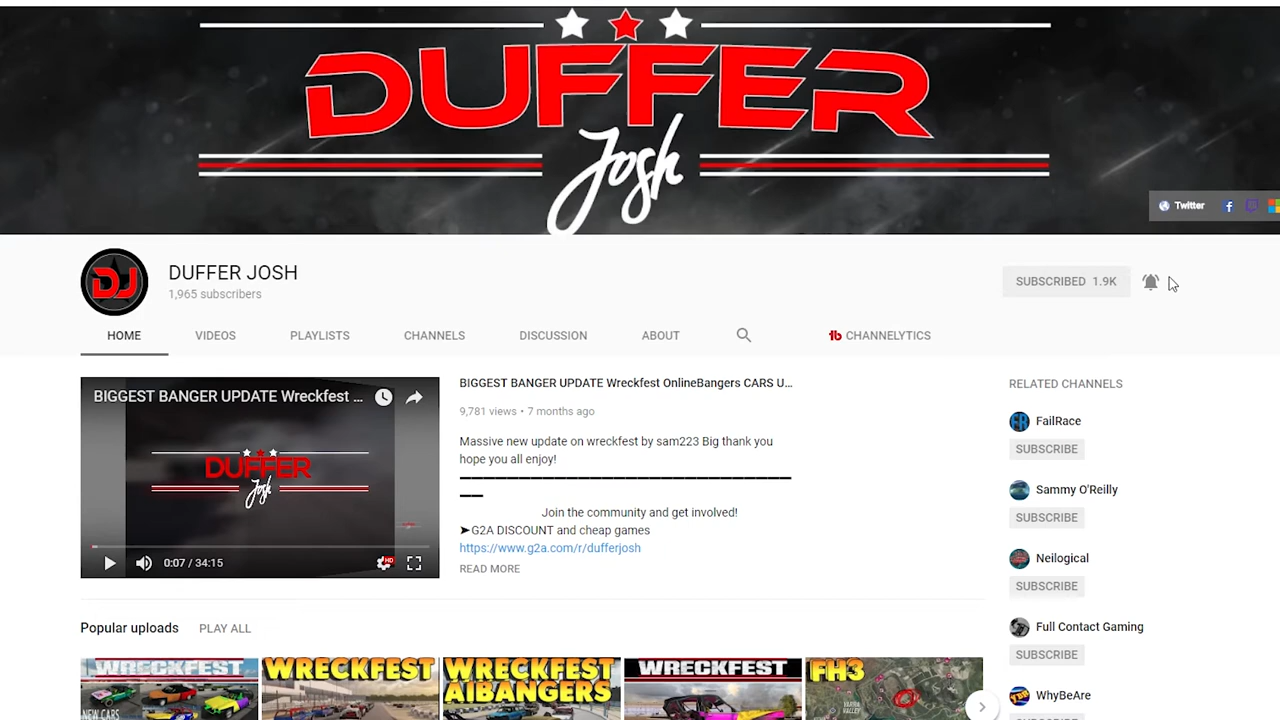 DUFFER
Josh
Twitter
DJ
DUFFER JOSH
1,965 subscribers
SUBSCRIBED 1.9K
HOME VIDEOS PLAYLISTS CHANNELS DISCUSSION ABOUT tb CHANNELYTICS
BIGGEST BANGER UPDATE Wreckfest ...
DUFFER
Josh
0:07 / 34:15
HD
BIGGEST BANGER UPDATE Wreckfest OnlineBangers CARS U...
9,781 views • 7 months ago
Massive new update on wreckfest by sam223 Big thank you
hope you all enjoy!
Join the community and get involved!
➤G2A DISCOUNT and cheap games
https://www.g2a.com/r/dufferjosh
READ MORE
RELATED CHANNELS
FailRace
SUBSCRIBE
Sammy O'Reilly
SUBSCRIBE
Neilogical
SUBSCRIBE
Full Contact Gaming
SUBSCRIBE
WhyBeAre
Popular uploads PLAY ALL
WRECKFEST
NEW CARS
WRECKFEST
WRECKFEST
AIBANGERS
WRECKFEST
FH3
YARRA
VALLEY